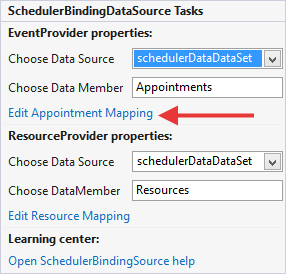 SchedulerBindingDataSource Tasks
EventProvider properties:
Choose Data Source schedulerDataDataSet
Choose Data Member Appointments
Edit Appointment Mapping
ResourceProvider properties:
Choose Data Source schedulerDataDataSet
Choose DataMember Resources
Edit Resource Mapping
Learning center:
Open SchedulerBindingSource help